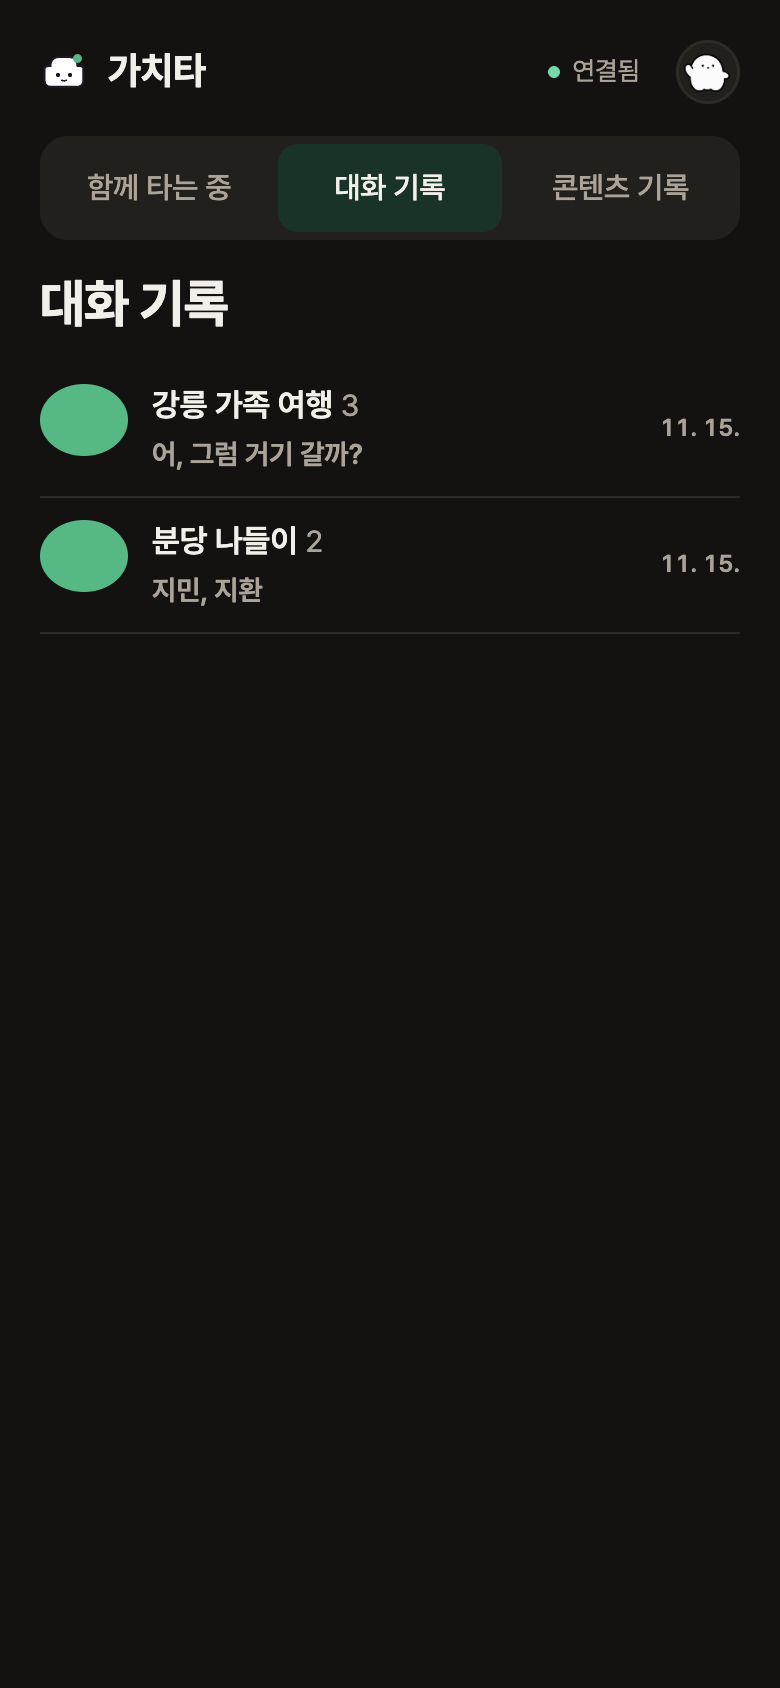 가치타
연결됨
함께 타는 중
대화 기록
콘텐츠 기록
대화 기록
강릉 가족 여행 3
어, 그럼 거기 갈까?
11. 15.
분당 나들이 2
지민, 지환
11. 15.